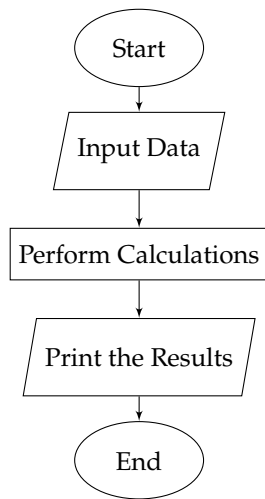 Start
Input Data
Perform Calculations
Print the Results
End